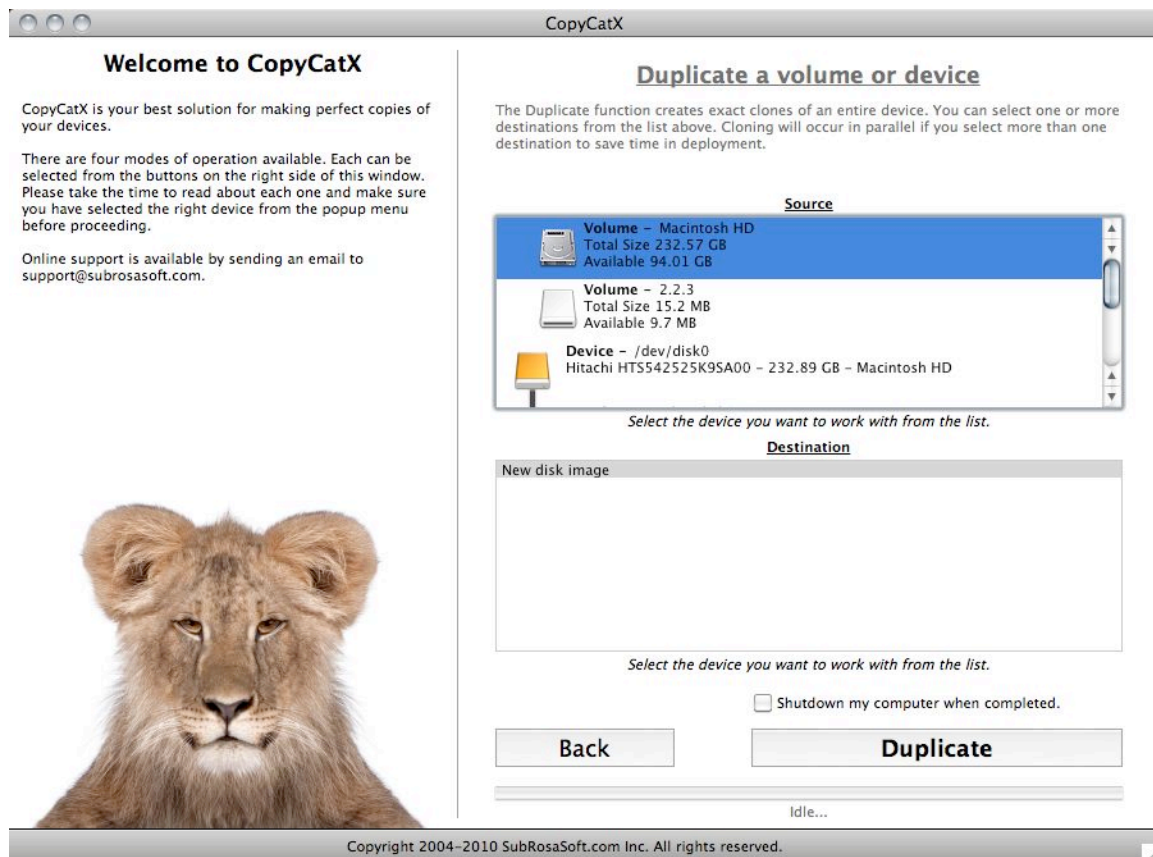 CopyCatX
Welcome to CopyCatX
CopyCatX is your best solution for making perfect copies of
your devices.
There are four modes of operation available. Each can be
selected from the buttons on the right side of this window.
Please take the time to read about each one and make sure
you have selected the right device from the popup menu
before proceeding.
Online support is available by sending an email to
support@subrosasoft.com.
Duplicate a volume or device
The Duplicate function creates exact clones of an entire device. You can select one or more
destinations from the list above. Cloning will occur in parallel if you select more than one
destination to save time in deployment.
Source
Volume – Macintosh HD
Total Size 232.57 GB
Available 94.01 GB
Volume – 2.2.3
Total Size 15.2 MB
Available 9.7 MB
Device – /dev/disk0
Hitachi HTS542525K9SA00 – 232.89 GB – Macintosh HD
Select the device you want to work with from the list.
Destination
New disk image
Select the device you want to work with from the list.
Shutdown my computer when completed.
Back
Duplicate
Idle...
Copyright 2004–2010 SubRosaSoft.com Inc. All rights reserved.